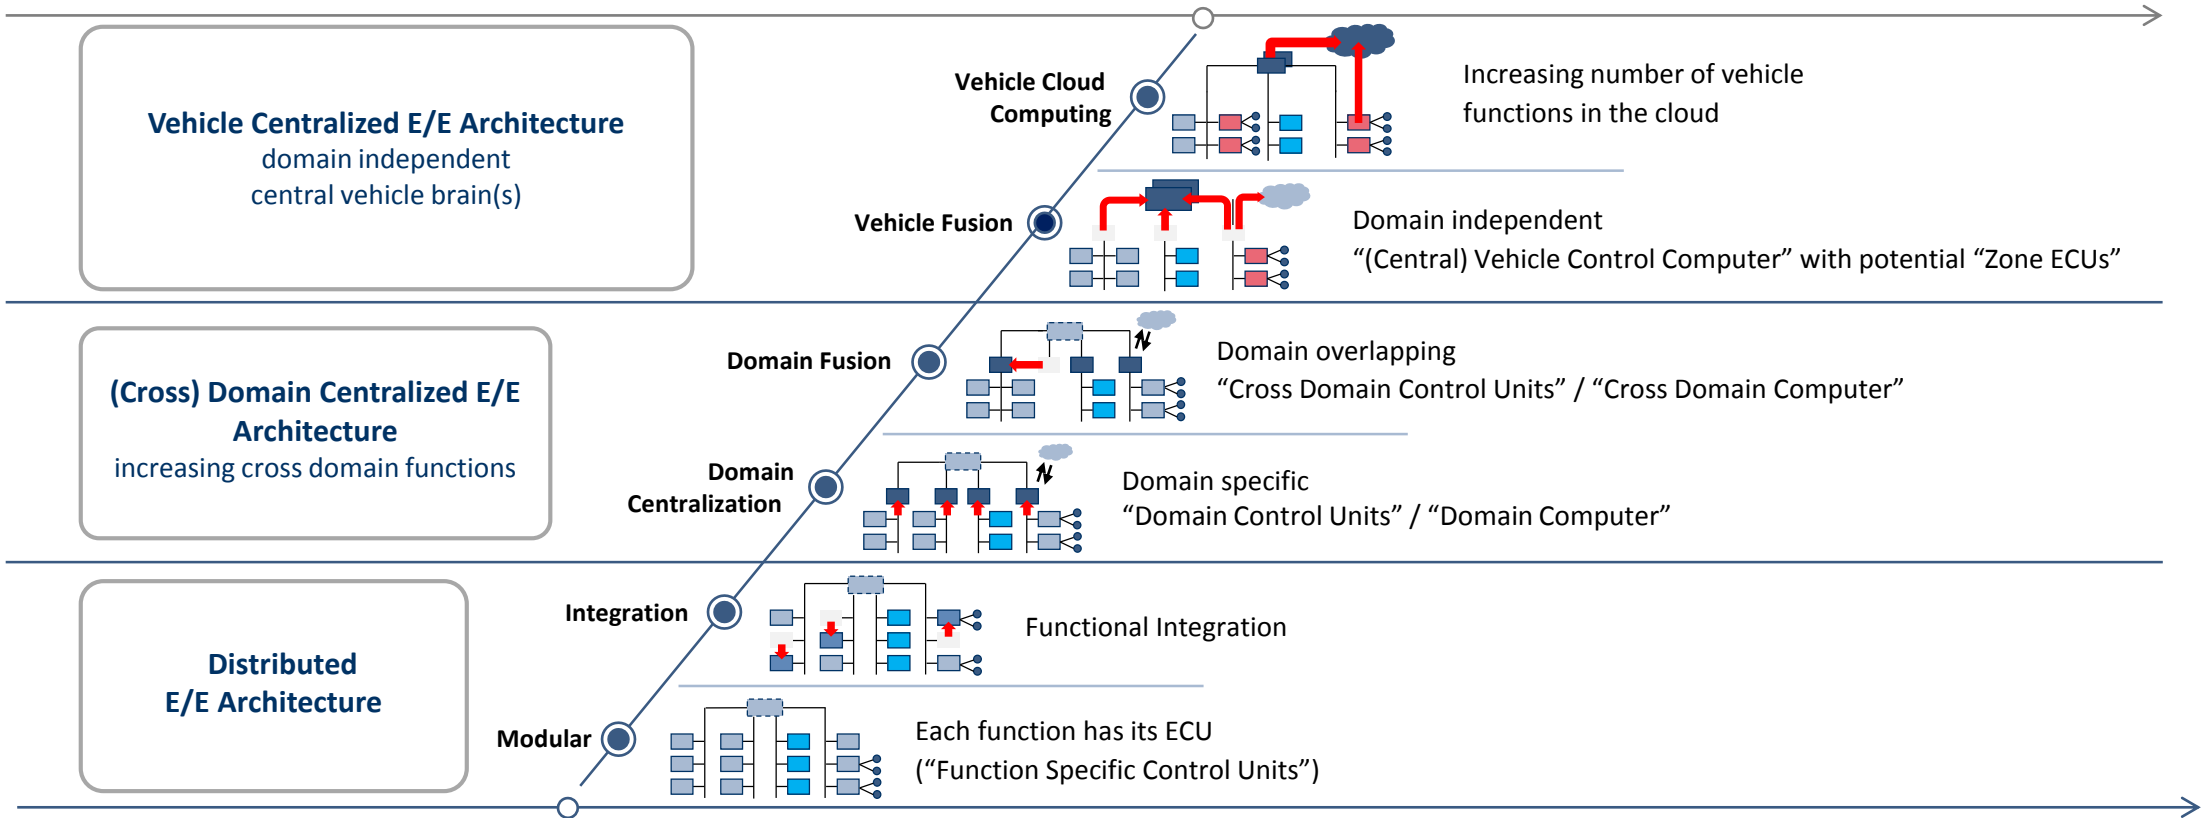 Vehicle Centralized E/E Architecture
domain independent
central vehicle brain(s)
Vehicle Cloud
Computing
Increasing number of vehicle
functions in the cloud
Vehicle Fusion
Domain independent
“(Central) Vehicle Control Computer” with potential “Zone ECUs”
(Cross) Domain Centralized E/E
Architecture
increasing cross domain functions
Domain Fusion
Domain overlapping
“Cross Domain Control Units” / “Cross Domain Computer”
Domain
Centralization
Domain specific
“Domain Control Units” / “Domain Computer”
Distributed
E/E Architecture
Integration
Functional Integration
Modular
Each function has its ECU
(“Function Specific Control Units”)